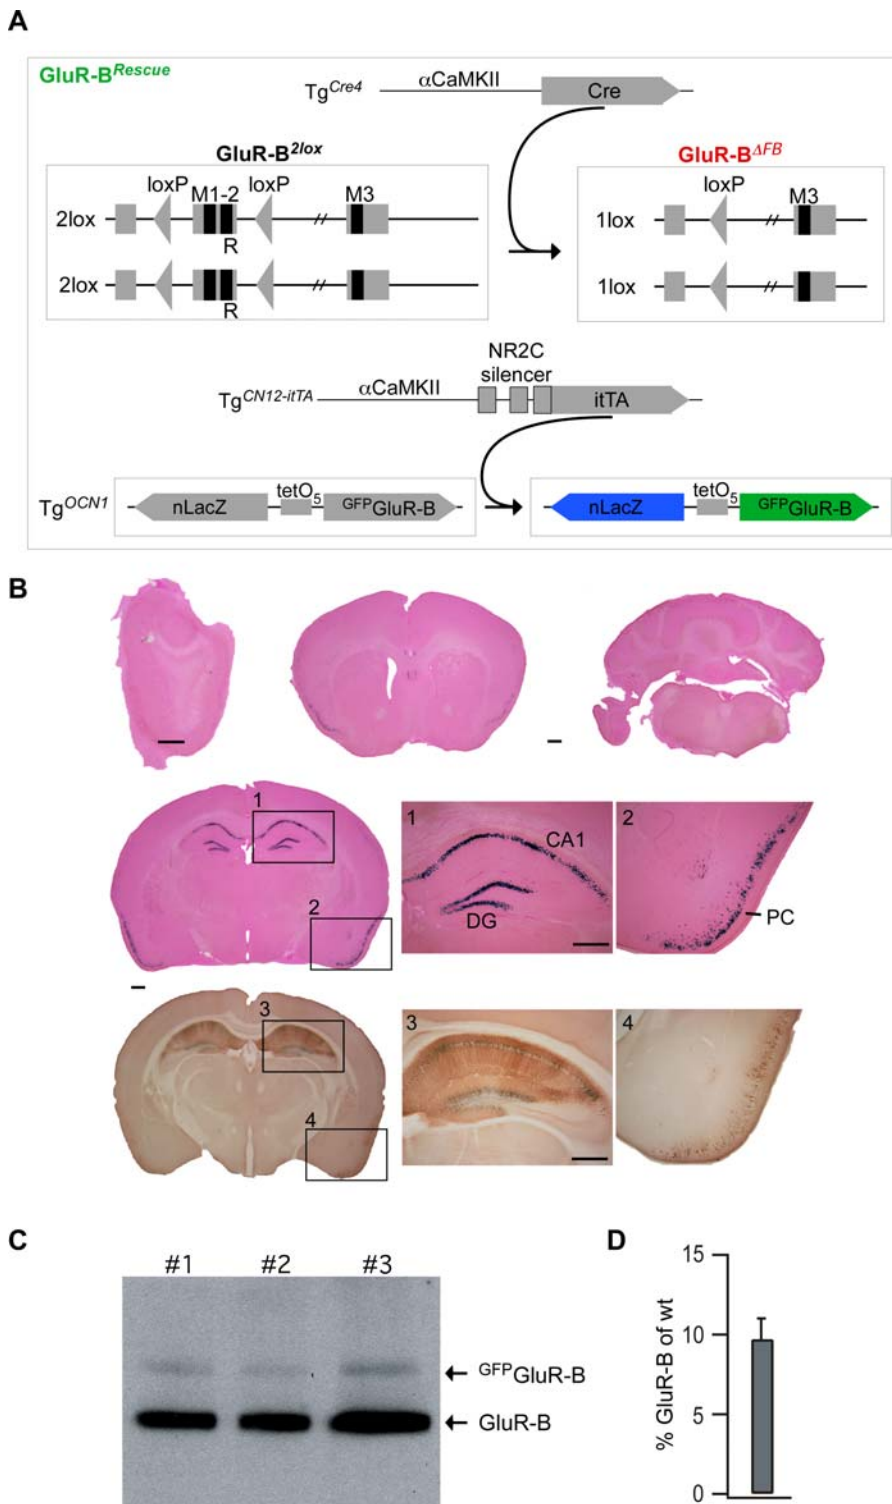 A
GluR-B^Rescue
Tg^Cre4
αCaMKII
Cre
GluR-B^2lox
GluR-B^ΔFB
loxP
M1-2
loxP
M3
2lox
R
2lox
R
loxP
M3
1lox
1lox
NR2C
silencer
Tg^CN12-itTA
αCaMKII
itTA
Tg^OCN1
nLacZ
tetO5
GFPGluR-B
nLacZ
tetO5
GFPGluR-B
B
1
2
1
CA1
DG
2
PC
3
4
3
4
C
#1 #2 #3
GFPGluR-B
GluR-B
D
% GluR-B of wt
15
10
5
0